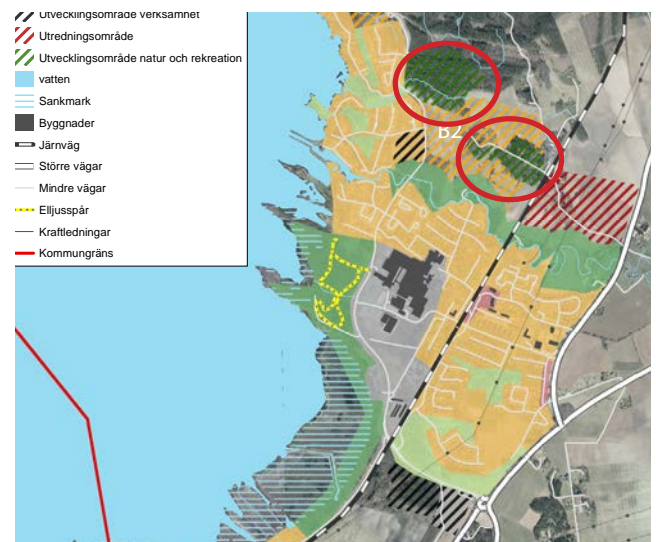 Utvecklingsområde verksamhet
Utredningsområde
Utvecklingsområde natur och rekreation
vatten
Sankmark
Byggnader
Järnväg
Större vägar
Mindre vägar
Elljusspår
Kraftledningar
Kommungräns
B2